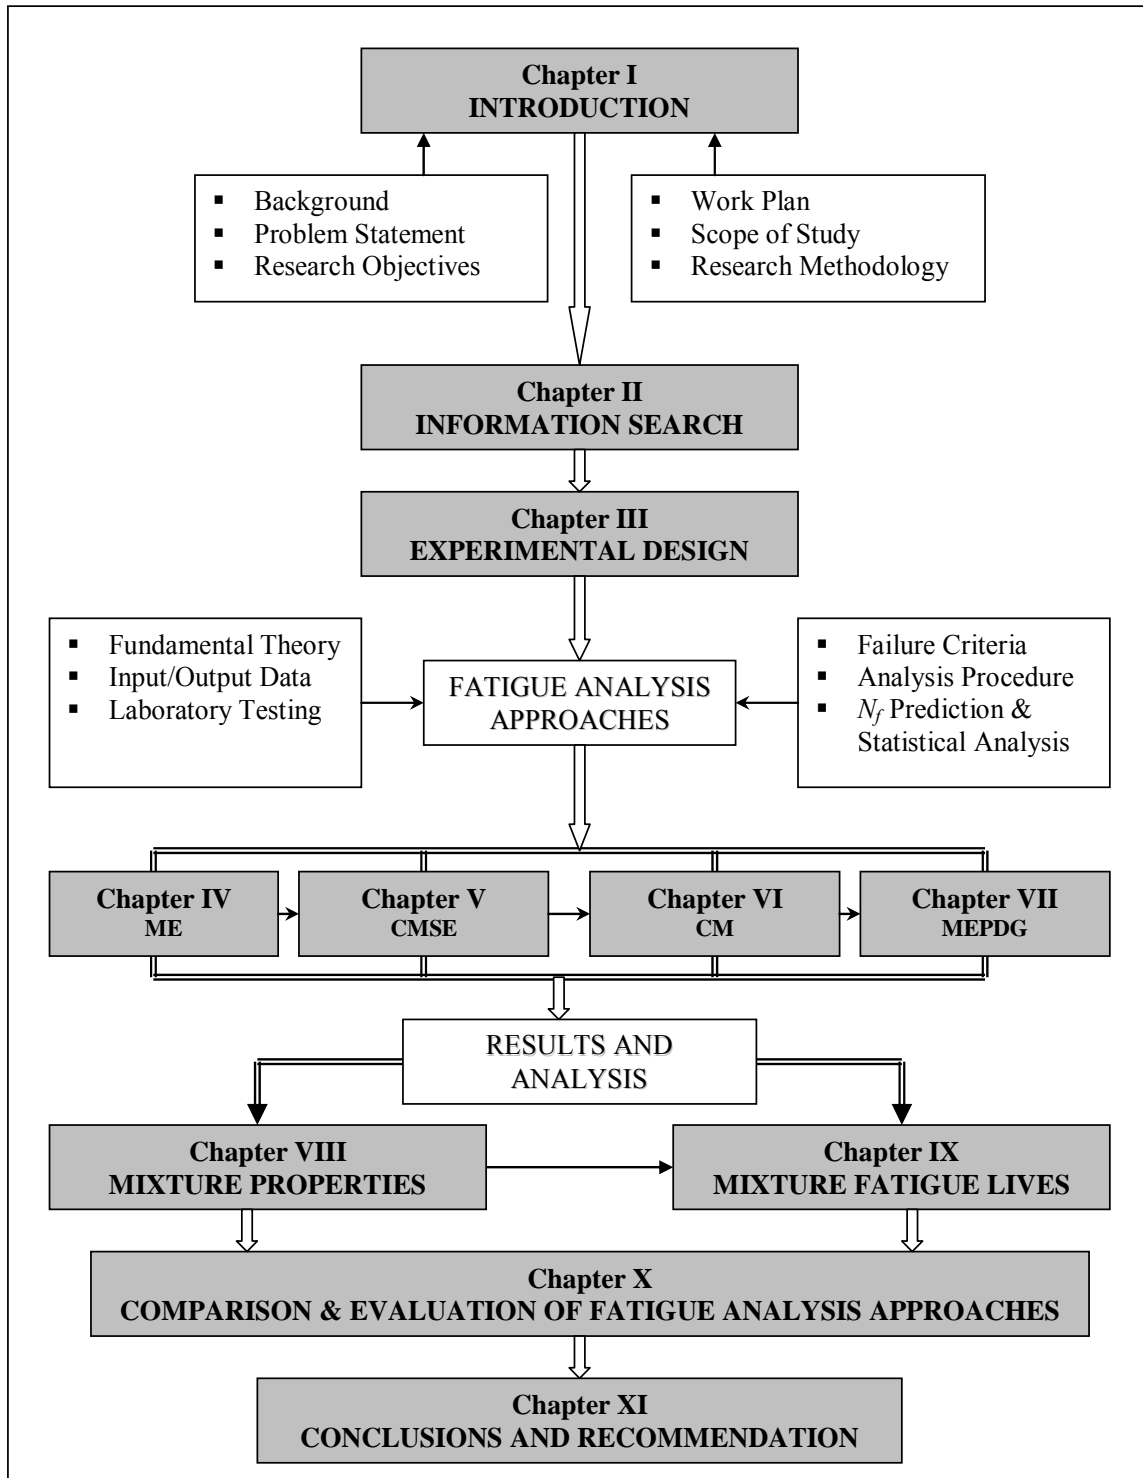 Chapter I
INTRODUCTION
▪ Background
▪ Problem Statement
▪ Research Objectives
▪ Work Plan
▪ Scope of Study
▪ Research Methodology
Chapter II
INFORMATION SEARCH
Chapter III
EXPERIMENTAL DESIGN
▪ Fundamental Theory
▪ Input/Output Data
▪ Laboratory Testing
FATIGUE ANALYSIS
APPROACHES
▪ Failure Criteria
▪ Analysis Procedure
▪ Nf Prediction &
Statistical Analysis
Chapter IV
ME
Chapter V
CMSE
Chapter VI
CM
Chapter VII
MEPDG
RESULTS AND
ANALYSIS
Chapter VIII
MIXTURE PROPERTIES
Chapter IX
MIXTURE FATIGUE LIVES
Chapter X
COMPARISON & EVALUATION OF FATIGUE ANALYSIS APPROACHES
Chapter XI
CONCLUSIONS AND RECOMMENDATION